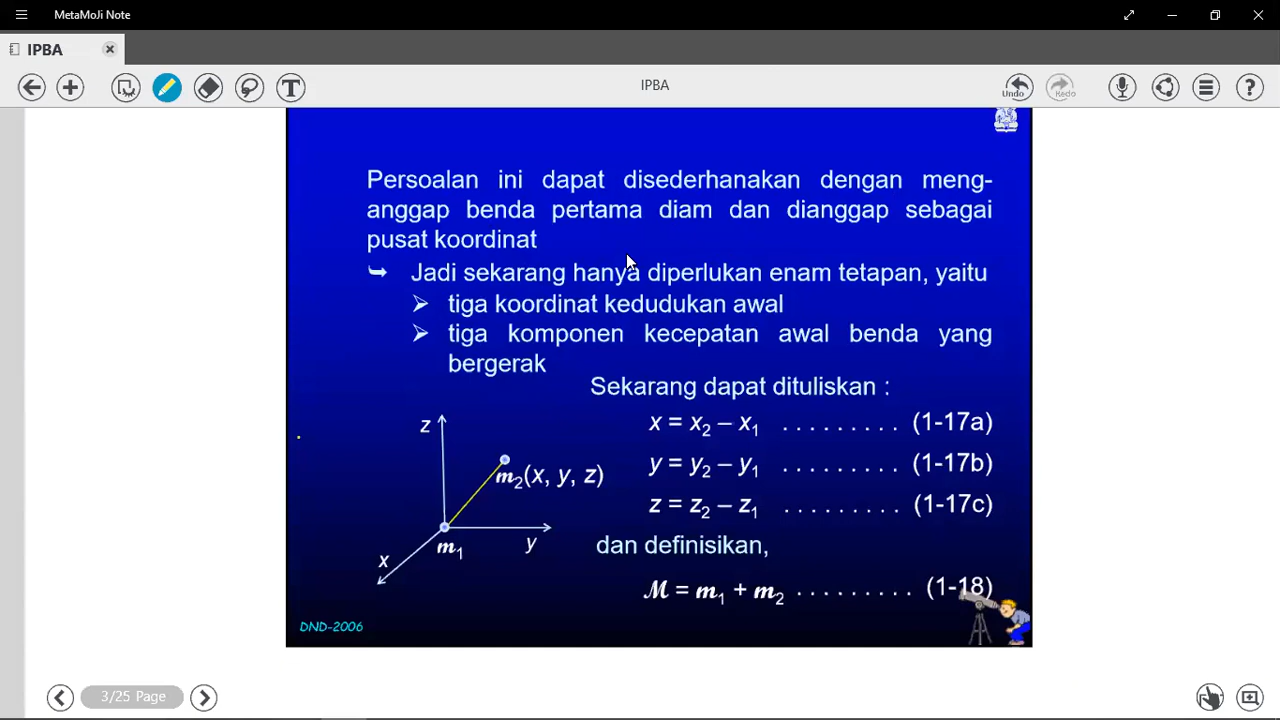 MetaMoJi Note
IPBA
IPBA
Undo
Redo
Persoalan ini dapat disederhanakan dengan meng-
anggap benda pertama diam dan dianggap sebagai
pusat koordinat
Jadi sekarang hanya diperlukan enam tetapan, yaitu
tiga koordinat kedudukan awal
tiga komponen kecepatan awal benda yang
bergerak
Sekarang dapat dituliskan :
x = x₂ – x₁ . . . . . . . . . (1-17a)
y = y₂ – y₁ . . . . . . . . . (1-17b)
z = z₂ – z₁ . . . . . . . . . (1-17c)
z
m₂(x, y, z)
m₁
y
x
dan definisikan,
ℳ = m₁ + m₂ . . . . . . . . . (1-18)
DND-2006
3/25 Page